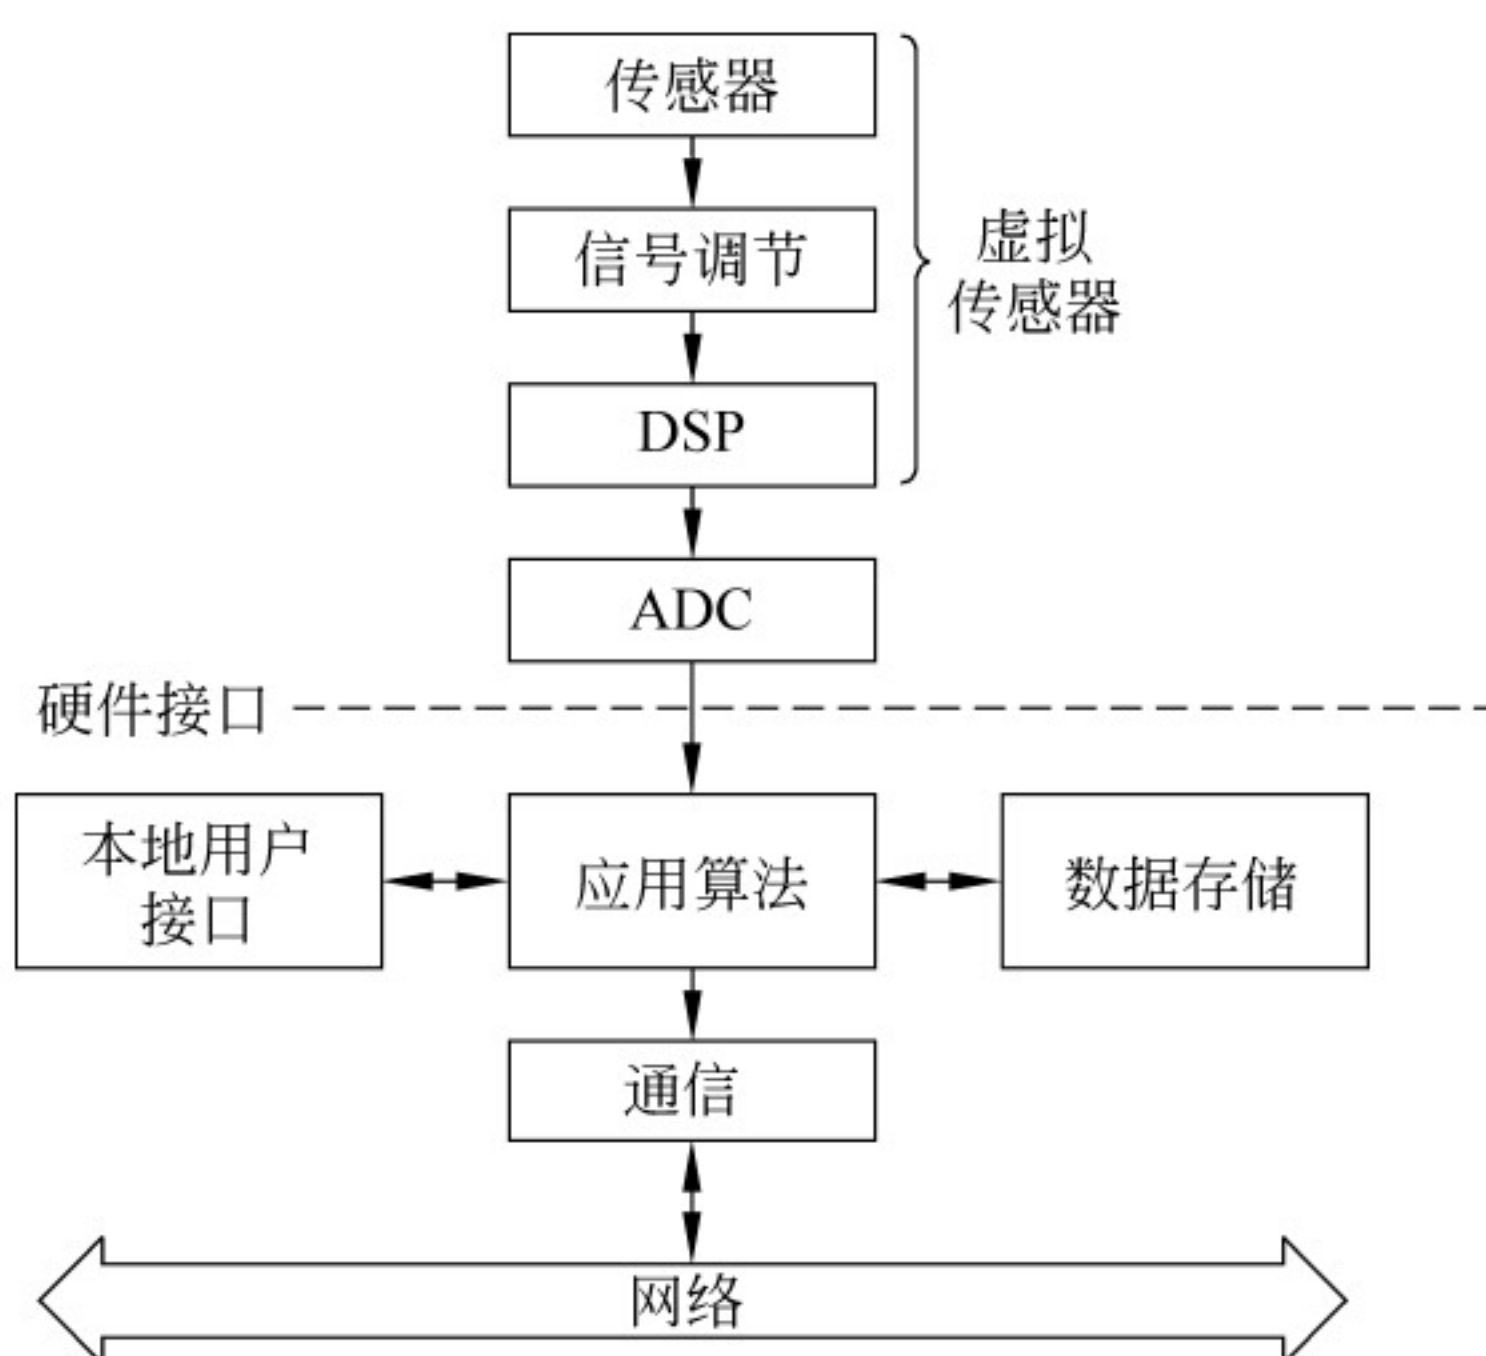 传感器
信号调节
虚拟
传感器
DSP
ADC
硬件接口
本地用户
接口
应用算法
数据存储
通信
网络